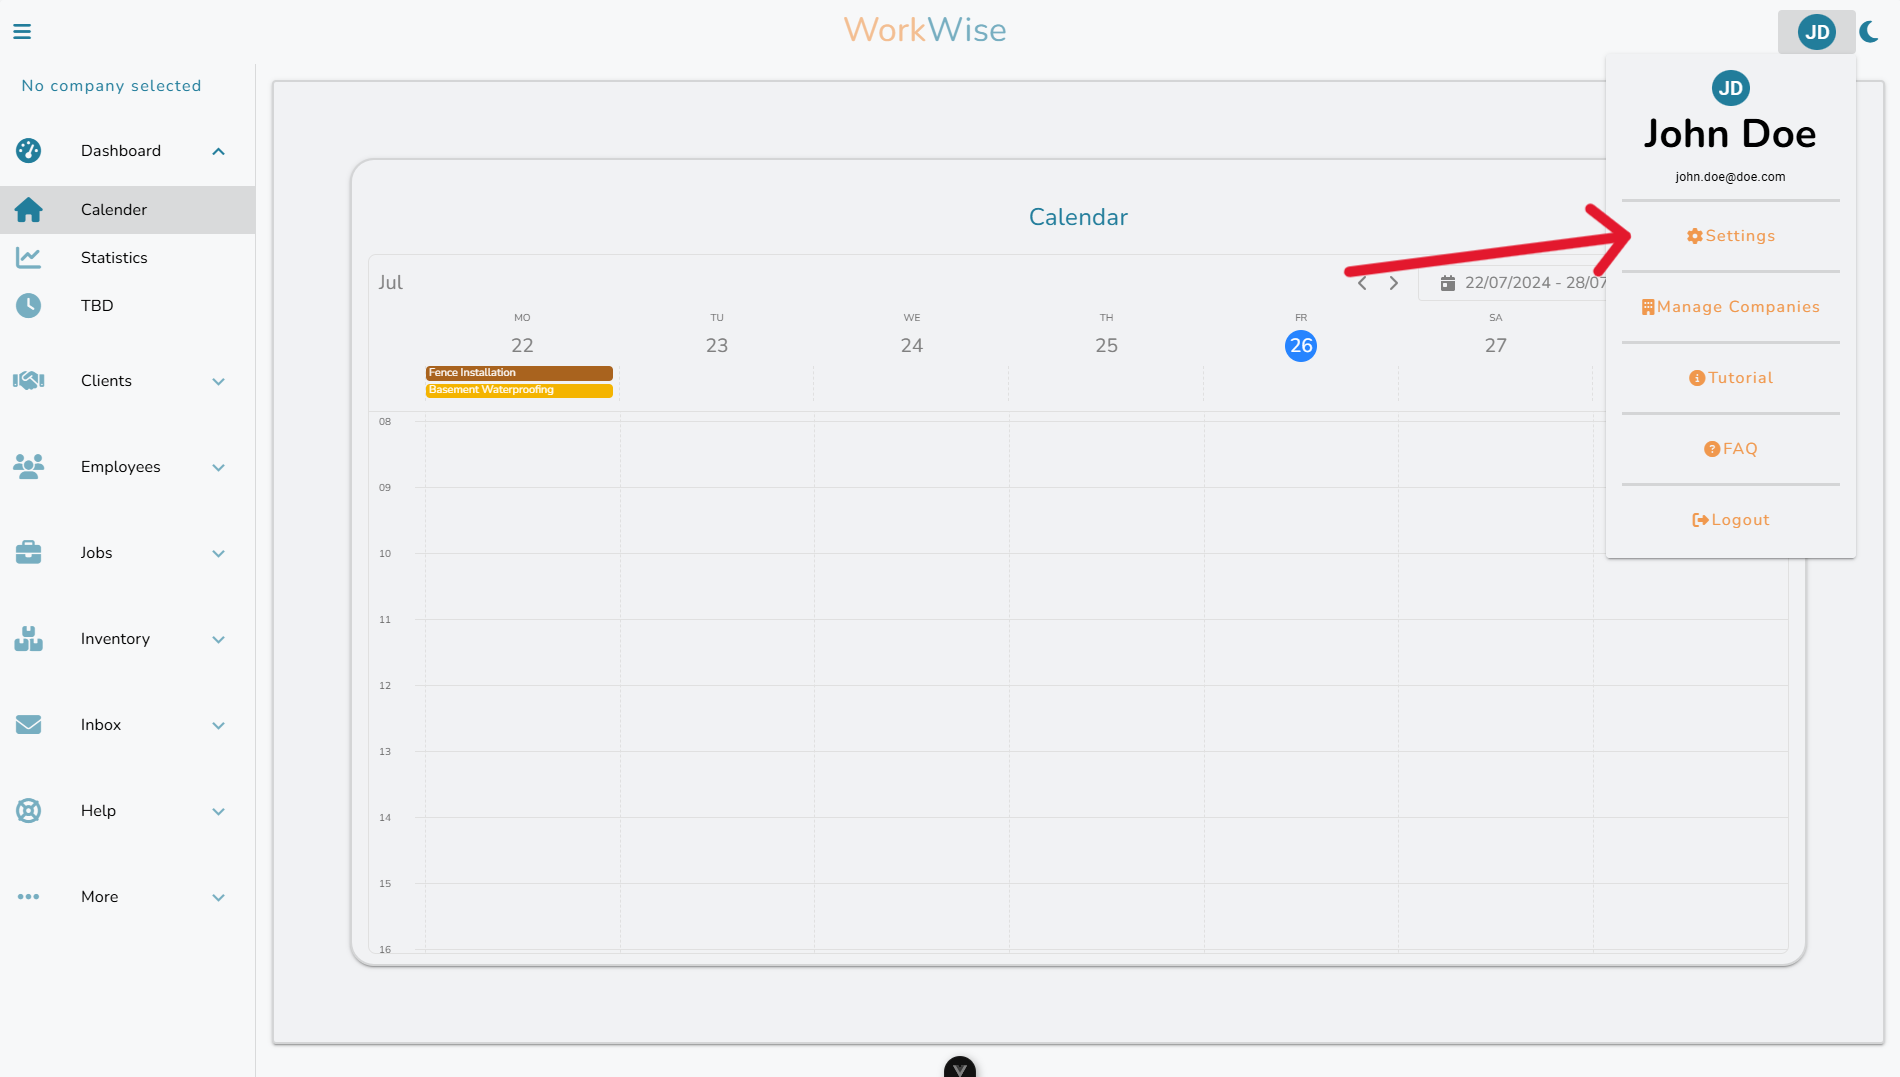 WorkWise
JD
No company selected
Dashboard
Calender
Statistics
TBD
Clients
Employees
Jobs
Inventory
Inbox
Help
More
Calendar
Jul
22/07/2024 - 28/07
MO
TU
WE
TH
FR
SA
22
23
24
25
26
27
Fence Installation
Basement Waterproofing
08
09
10
11
12
13
14
15
16
JD
John Doe
john.doe@doe.com
Settings
Manage Companies
Tutorial
FAQ
Logout